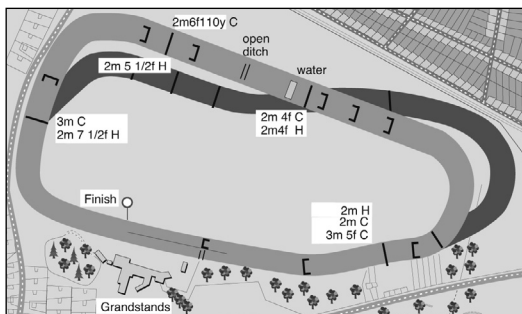 2m6f110y C
open
ditch
2m 5 1/2f H
water
2m 4f C
2m4f H
3m C
2m 7 1/2f H
Finish
2m H
2m C
3m 5f C
Grandstands